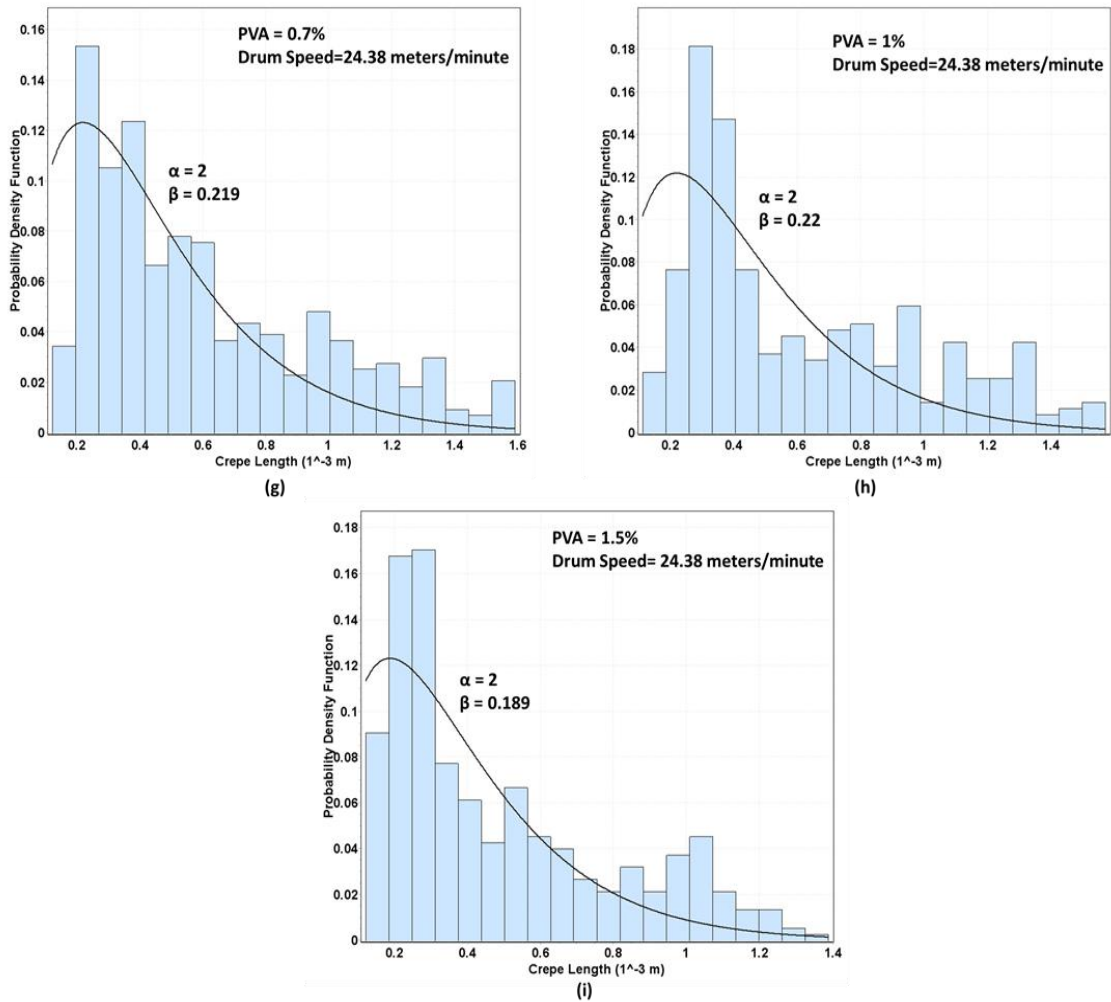 0.16
0.14
0.12
0.1
0.08
0.06
0.04
0.02
0
Probability Density Function
PVA = 0.7%
Drum Speed=24.38 meters/minute
α = 2
β = 0.219
0.2 0.4 0.6 0.8 1 1.2 1.4 1.6
Crepe Length (1^-3 m)
(g)
0.18
0.16
0.14
0.12
0.1
0.08
0.06
0.04
0.02
0
Probability Density Function
PVA = 1%
Drum Speed=24.38 meters/minute
α = 2
β = 0.22
0.2 0.4 0.6 0.8 1 1.2 1.4
Crepe Length (1^-3 m)
(h)
0.18
0.16
0.14
0.12
0.1
0.08
0.06
0.04
0.02
0
Probability Density Function
PVA = 1.5%
Drum Speed= 24.38 meters/minute
α = 2
β = 0.189
0.2 0.4 0.6 0.8 1 1.2 1.4
Crepe Length (1^-3 m)
(i)